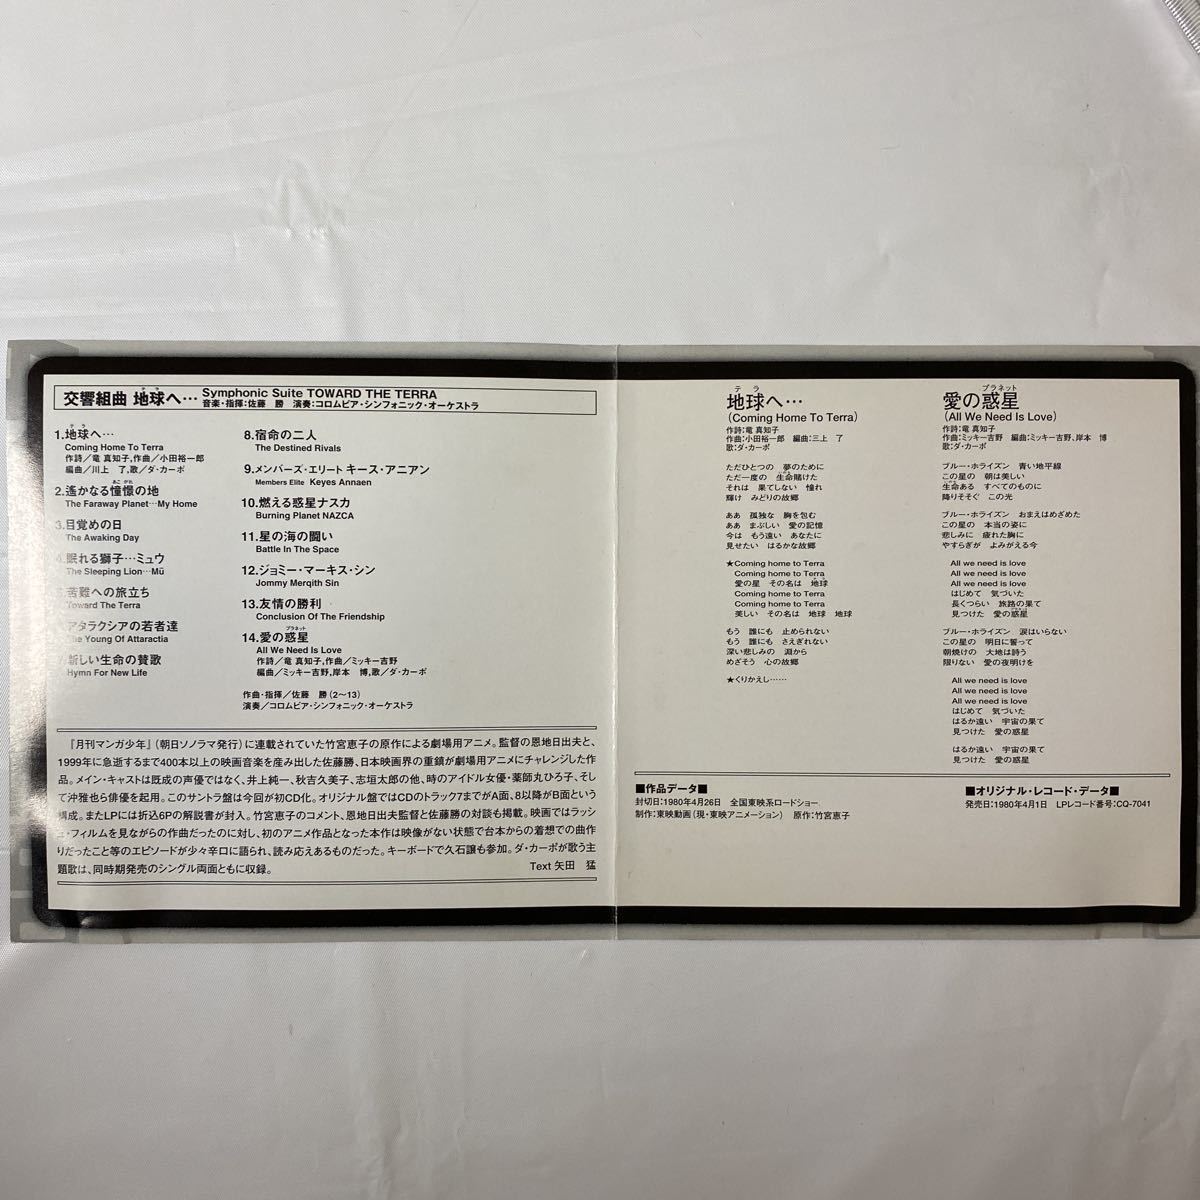 交響組曲 地球へ…
テラ
Symphonic Suite TOWARD THE TERRA
音楽・指揮:佐藤 勝 演奏:コロムビア・シンフォニック・オーケストラ
1.地球へ…
テラ
Coming Home To Terra
作詩／竜 真知子,作曲／小田裕一郎
編曲／川上 了,歌／ダ・カーポ
2.遙かなる憧憬の地
あこがれ
The Faraway Planet…My Home
3.目覚めの日
The Awaking Day
4.眠れる獅子…ミュウ
The Sleeping Lion…Mü
5.苦難への旅立ち
Toward The Terra
6.アタラクシアの若者達
The Young Of Attaractia
7.新しい生命の賛歌
Hymn For New Life
8.宿命の二人
The Destined Rivals
9.メンバーズ・エリート キース・アニアン
Members Elite Keyes Annaen
10.燃える惑星ナスカ
Burning Planet NAZCA
11.星の海の闘い
Battle In The Space
12.ジョミー・マーキス・シン
Jommy Merqith Sin
13.友情の勝利
Conclusion Of The Friendship
14.愛の惑星
プラネット
All We Need Is Love
作詩／竜 真知子,作曲／ミッキー吉野
編曲／ミッキー吉野,岸本 博,歌／ダ・カーポ
作曲・指揮／佐藤 勝（2〜13）
演奏／コロムビア・シンフォニック・オーケストラ
『月刊マンガ少年』（朝日ソノラマ発行）に連載されていた竹宮恵子の原作による劇場用アニメ。監督の恩地日出夫と、
1999年に急逝するまで400本以上の映画音楽を産み出した佐藤勝、日本映画界の重鎮が劇場用アニメにチャレンジした作
品。メイン・キャストは既成の声優ではなく、井上純一、秋吉久美子、志垣太郎の他、時のアイドル女優・薬師丸ひろ子、そし
て沖雅也ら俳優を起用。このサントラ盤は今回が初CD化。オリジナル盤ではCDのトラック7までがA面、8以降がB面という
構成。またLPには折込6Pの解説書が封入。竹宮恵子のコメント、恩地日出夫監督と佐藤勝の対談も掲載。映画ではラッシ
ュ・フィルムを見ながらの作曲だったのに対し、初のアニメ作品となった本作は映像がない状態で台本からの着想での曲作
りだったこと等のエピソードが少々辛口に語られ、読み応えあるものだった。キーボードで久石譲も参加。ダ・カーポが歌う主
題歌は、同時期発売のシングル両面ともに収録。
Text 矢田 猛
テラ
地球へ…
(Coming Home To Terra)
作詩:竜 真知子
作曲:小田裕一郎 編曲:三上 了
歌:ダ・カーポ
ただひとつの 夢のために
ただ一度の 生命賭けた
いのち
それは 果てしない 憧れ
輝け みどりの故郷
ああ 孤独な 胸を包む
ああ まぶしい 愛の記憶
今は もう遠い あなたに
見せたい はるかな故郷
★Coming home to Terra
Coming home to Terra
愛の星 その名は 地球
テラ
Coming home to Terra
Coming home to Terra
美しい その名は 地球 地球
もう 誰にも 止められない
もう 誰にも さえぎれない
深い悲しみの 淵から
めざそう 心の故郷
★くりかえし……
プラネット
愛の惑星
(All We Need Is Love)
作詩:竜 真知子
作曲:ミッキー吉野 編曲:ミッキー吉野、岸本 博
歌:ダ・カーポ
ブルー・ホライズン 青い地平線
この星の 朝は美しい
生命ある すべてのものに
いのち
降りそそぐ この光
ブルー・ホライズン おまえはめざめた
この星の 本当の姿に
悲しみに 疲れた胸に
やすらぎが よみがえる今
All we need is love
All we need is love
All we need is love
はじめて 気づいた
長くつらい 旅路の果て
見つけた 愛の惑星
ブルー・ホライズン 涙はいらない
この星の 明日に誓って
朝焼けの 大地は詩う
限りない 愛の夜明けを
All we need is love
All we need is love
All we need is love
はじめて 気づいた
はるか遠い 宇宙の果て
見つけた 愛の惑星
はるか遠い 宇宙の果て
見つけた 愛の惑星
■作品データ■
封切日:1980年4月26日 全国東映系ロードショー
制作:東映動画（現・東映アニメーション） 原作:竹宮恵子
■オリジナル・レコード・データ■
発売日:1980年4月1日 LPレコード番号:CQ-7041